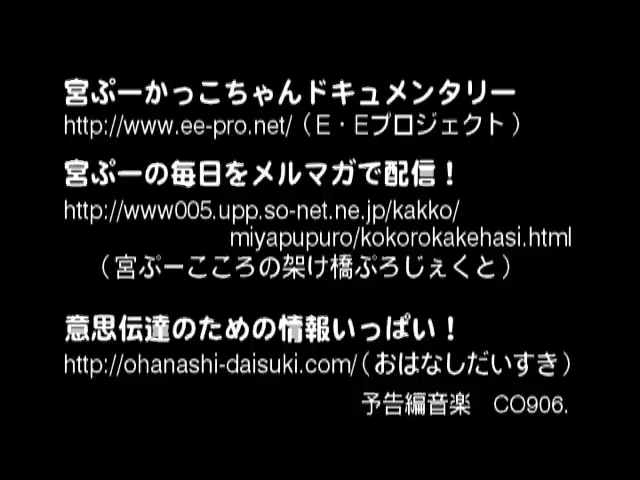 宮ぷーかっこちゃんドキュメンタリー
http://www.ee-pro.net/（E・Eプロジェクト）
宮ぷーの毎日をメルマガで配信！
http://www005.upp.so-net.ne.jp/kakko/
miyapupuro/kokorokakehasi.html
（宮ぷーこころの架け橋ぷろじぇくと）
意思伝達のための情報いっぱい！
http://ohanashi-daisuki.com/（おはなしだいすき）
予告編音楽　CO906.